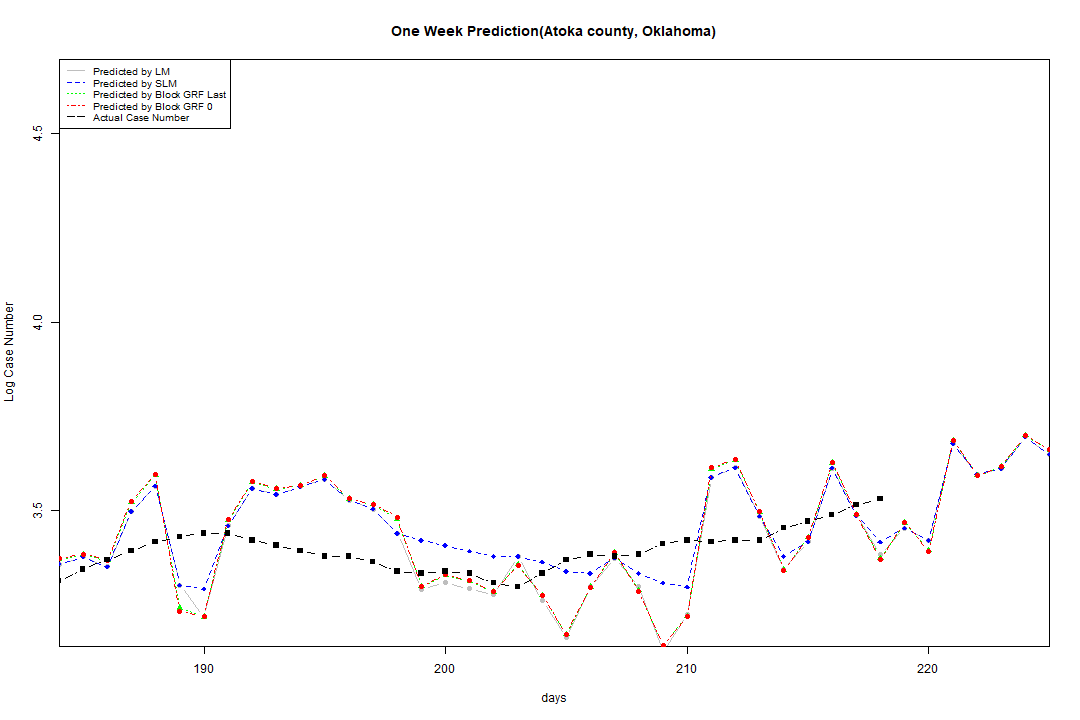 One Week Prediction(Atoka county, Oklahoma)
Predicted by LM
Predicted by SLM
Predicted by Block GRF Last
Predicted by Block GRF 0
Actual Case Number
4.5
4.0
3.5
Log Case Number
190
200
210
220
days